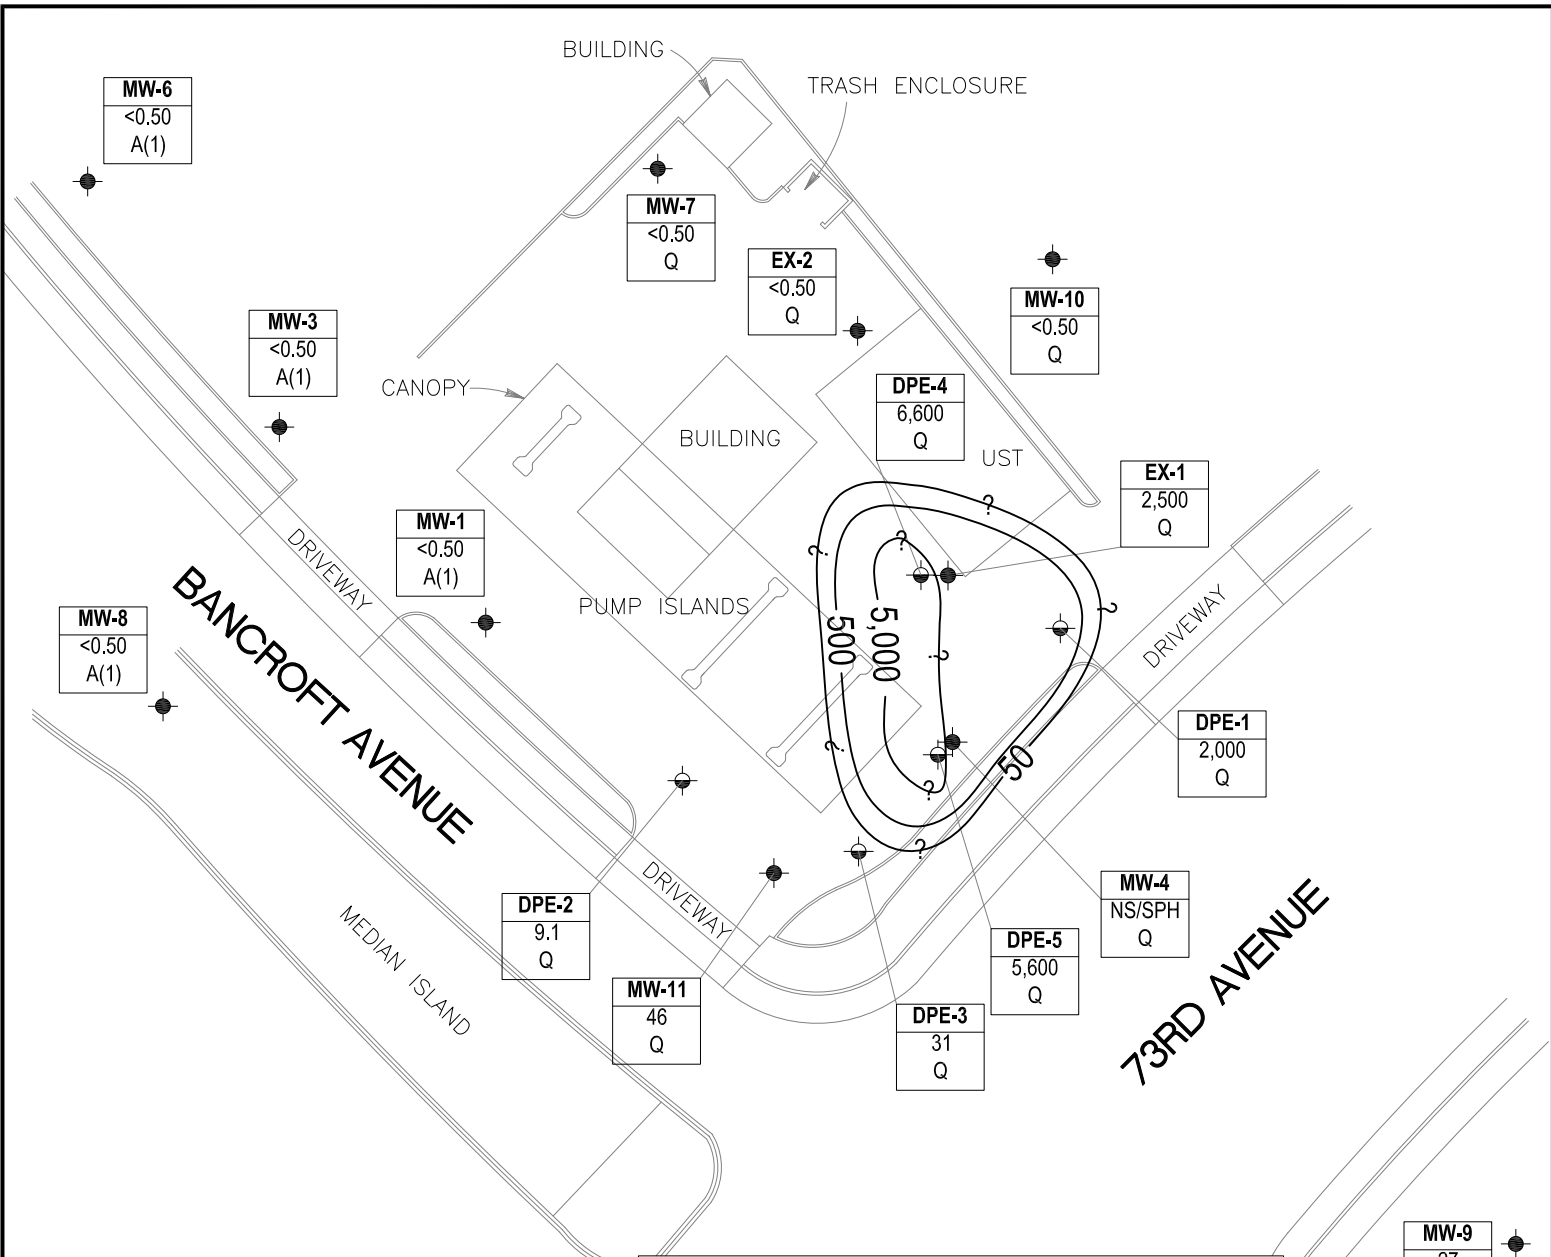 BUILDING
TRASH ENCLOSURE
MW-6
<0.50
A(1)
MW-7
<0.50
Q
EX-2
<0.50
Q
MW-10
<0.50
Q
MW-3
<0.50
A(1)
CANOPY
DPE-4
6,600
Q
BUILDING
UST
EX-1
2,500
Q
MW-1
<0.50
A(1)
DRIVEWAY
?
?
?
?
?
?
?
?
PUMP ISLANDS
500
5,000
50
DRIVEWAY
MW-8
<0.50
A(1)
BANCROFT AVENUE
DPE-1
2,000
Q
DRIVEWAY
MW-4
NS/SPH
Q
DPE-2
9.1
Q
MEDIAN ISLAND
DPE-5
5,600
Q
MW-11
46
Q
DPE-3
31
Q
73RD AVENUE
MW-9